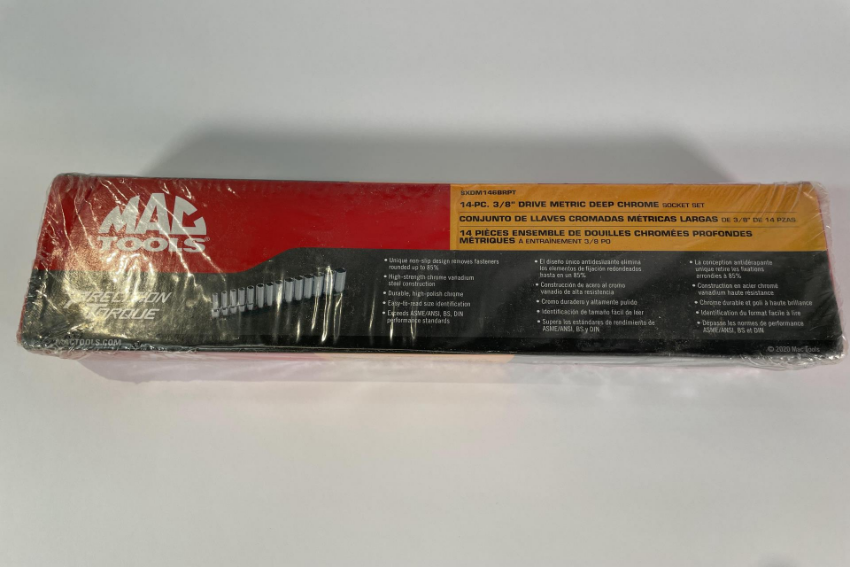 MAC
TOOLS
PRECISION
TORQUE
MACTOOLS.COM
SXDM146BRPT
14-PC. 3/8" DRIVE METRIC DEEP CHROME SOCKET SET
CONJUNTO DE LLAVES CROMADAS MÉTRICAS LARGAS DE 3/8" DE 14 PZAS
14 PIÈCES ENSEMBLE DE DOUILLES CHROMÉES PROFONDES
MÉTRIQUES À ENTRAÎNEMENT 3/8 PO
• Unique non-slip design removes fasteners
rounded up to 85%
• High-strength chrome vanadium
steel construction
• Durable, high-polish chrome
• Easy-to-read size identification
• Exceeds ASME/ANSI, BS, DIN
performance standards
• El diseño único antideslizante elimina
los elementos de fijación redondeados
hasta en un 85%
• Construcción de acero el cromo
vanadio de alta resistencia
• Cromo duradero y altamente pulido
• Identificación de tamaño fácil de leer
• Supera los estándares de rendimiento de
ASME/ANSI, BS y DIN
• La conception antidérapante
unique retire les fixations
arrondies à 85%
• Construction en acier chromé
vanadium haute résistance
• Chrome durable et poli à haute brillance
• Identification du format facile à lire
• Dépasse les normes de performance
ASME/ANSI, BS et DIN
© 2020 Mac Tools